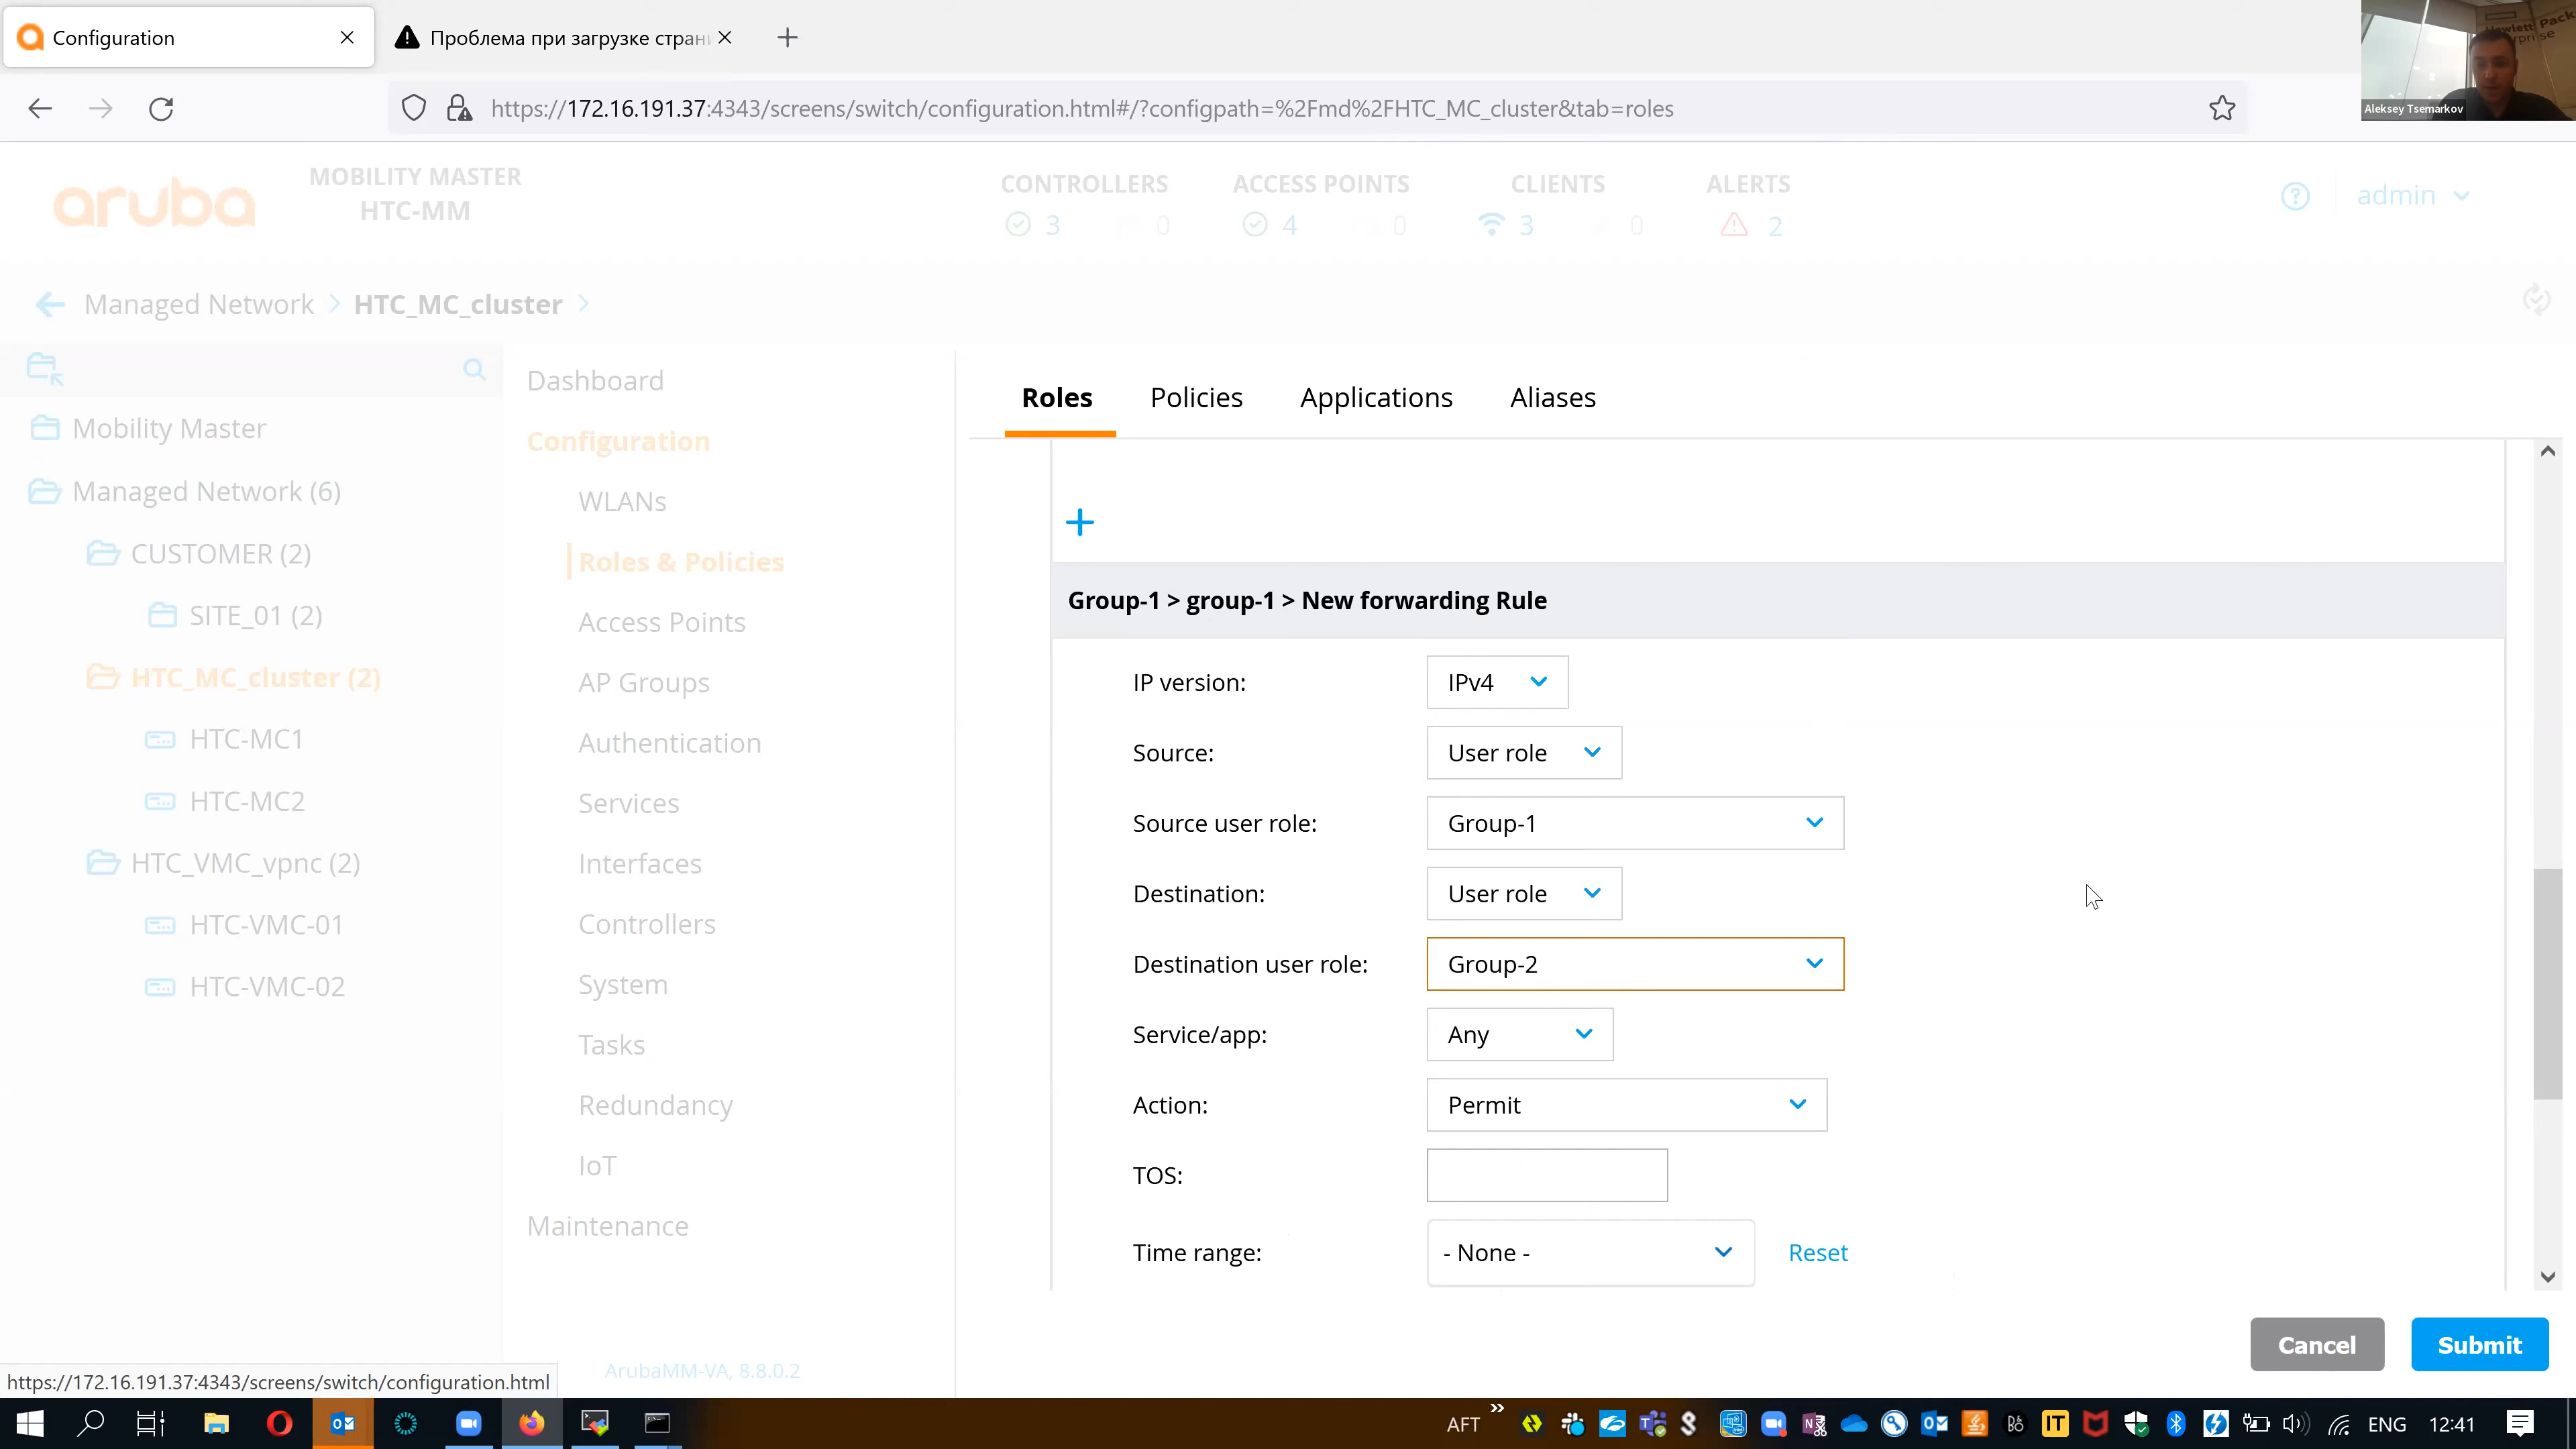 Configuration
Проблема при загрузке стран
https://172.16.191.37:4343/screens/switch/configuration.html#/?configpath=%2Fmd%2FHTC_MC_cluster&tab=roles
Hewlett Pack
Aleksey Tsemarkov
aruba
MOBILITY MASTER
HTC-MM
CONTROLLERS
3 0
ACCESS POINTS
4 0
CLIENTS
3 0
ALERTS
2
admin
Managed Network > HTC_MC_cluster >
Mobility Master
Managed Network (6)
CUSTOMER (2)
SITE_01 (2)
HTC_MC_cluster (2)
HTC-MC1
HTC-MC2
HTC_VMC_vpnc (2)
HTC-VMC-01
HTC-VMC-02
Dashboard
Configuration
WLANs
Roles & Policies
Access Points
AP Groups
Authentication
Services
Interfaces
Controllers
System
Tasks
Redundancy
IoT
Maintenance
ArubaMM-VA, 8.8.0.2
Roles Policies Applications Aliases
Group-1 > group-1 > New forwarding Rule
IP version: IPv4
Source: User role
Source user role: Group-1
Destination: User role
Destination user role: Group-2
Service/app: Any
Action: Permit
TOS:
Time range: - None - Reset
Cancel Submit
https://172.16.191.37:4343/screens/switch/configuration.html
AFT
IT
ENG
12:41